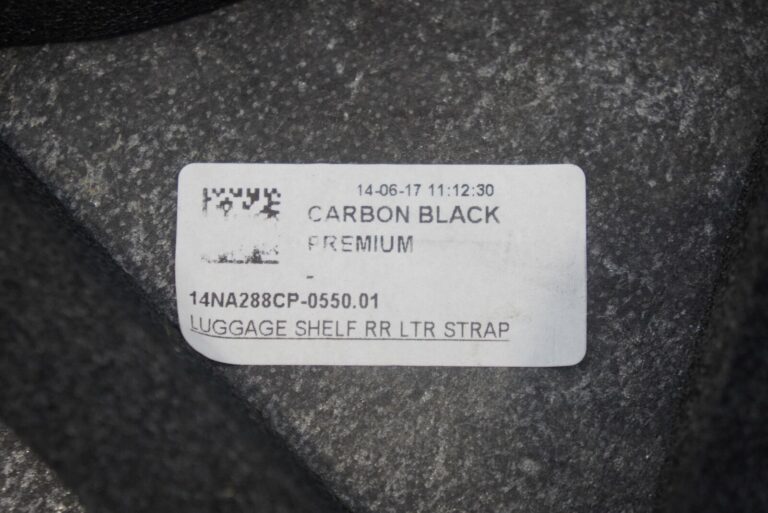 14-06-17 11:12:30
CARBON BLACK
PREMIUM
-
14NA288CP-0550.01
LUGGAGE SHELF RR LTR STRAP